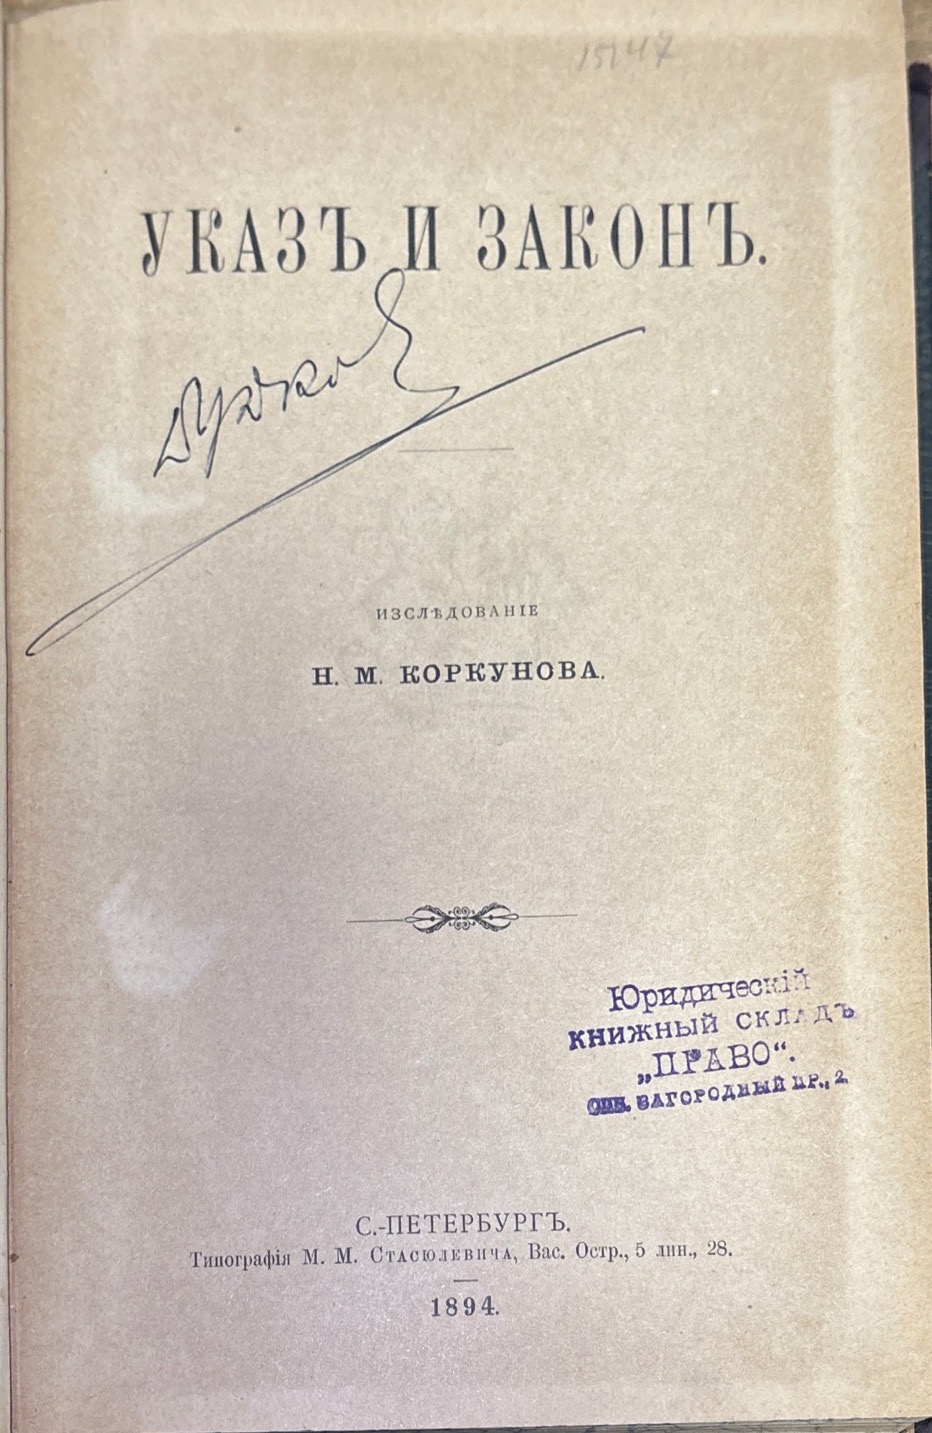 15147
УКАЗЪ И ЗАКОНЪ.
ИЗСЛѢДОВАНІЕ
Н. М. КОРКУНОВА.
Юридическій
книжный складъ
„ПРАВО“.
СПБ. ЗАГОРОДНЫЙ ПР., 2
С.-ПЕТЕРБУРГЪ.
Типографія М. М. Стасюлевича, Вас. Остр., 5 лин., 28.
1894.